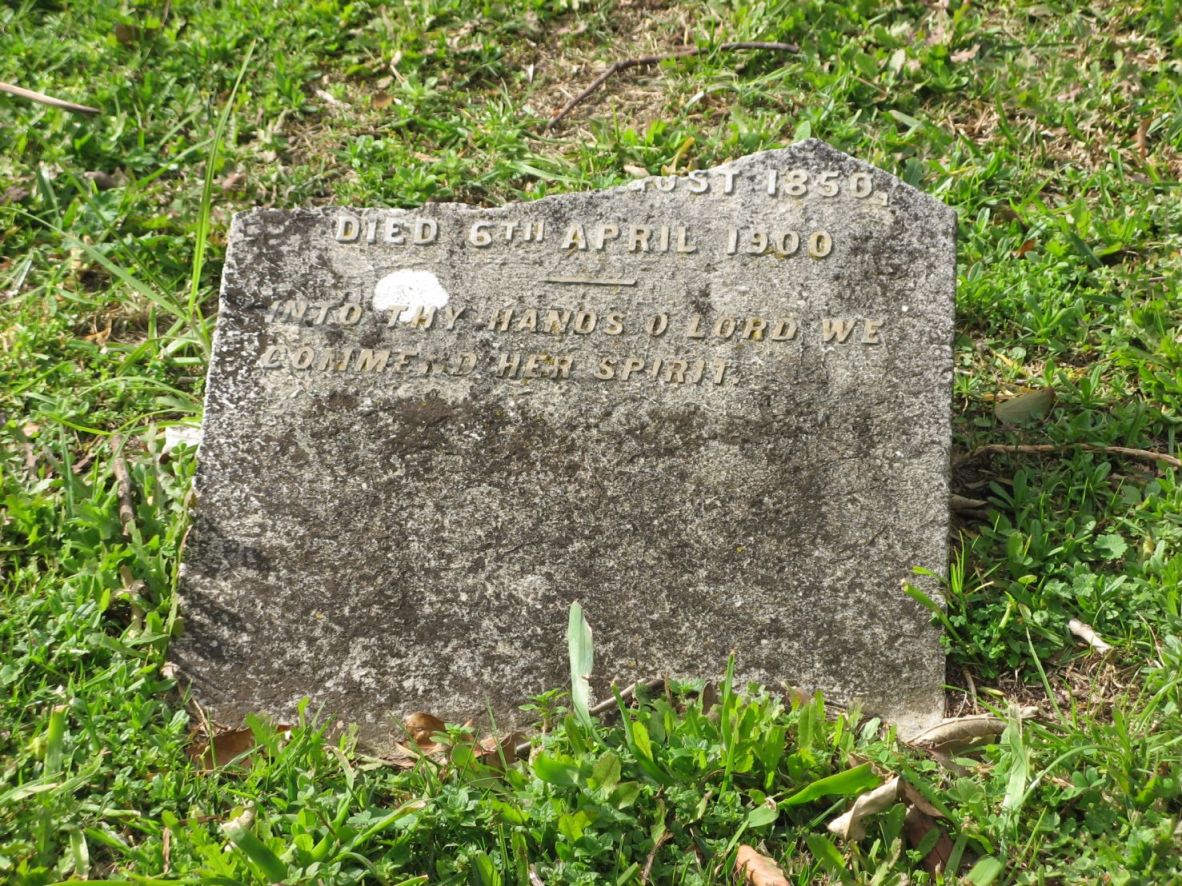 UST 1850,
DIED 6TH APRIL 1900
INTO THY HANDS O LORD WE
COMMEND HER SPIRIT.